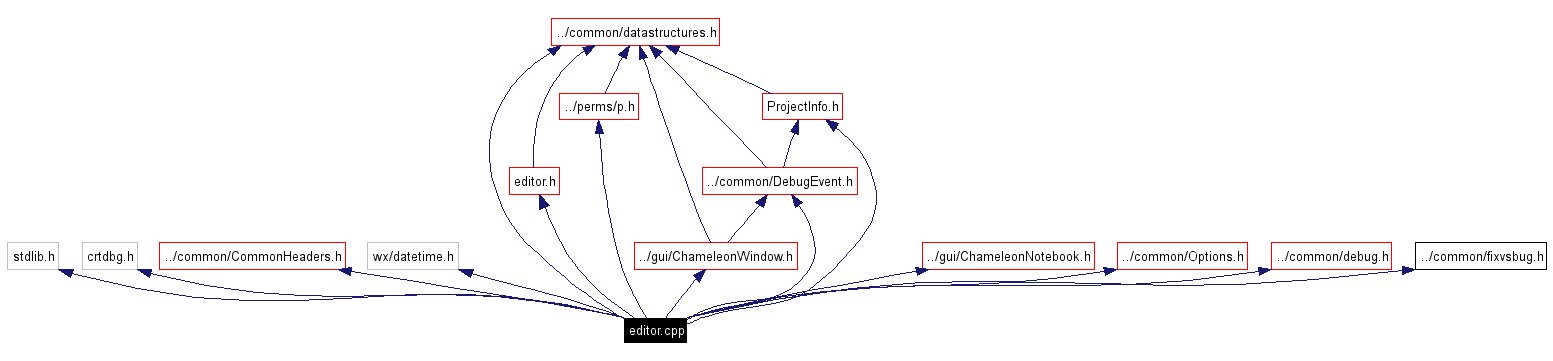 ../common/datastructures.h
../perms/p.h
ProjectInfo.h
editor.h
../common/DebugEvent.h
stdlib.h
crtdbg.h
../common/CommonHeaders.h
wx/datetime.h
../gui/ChameleonWindow.h
../gui/ChameleonNotebook.h
../common/Options.h
../common/debug.h
../common/fixvsbug.h
editor.cpp